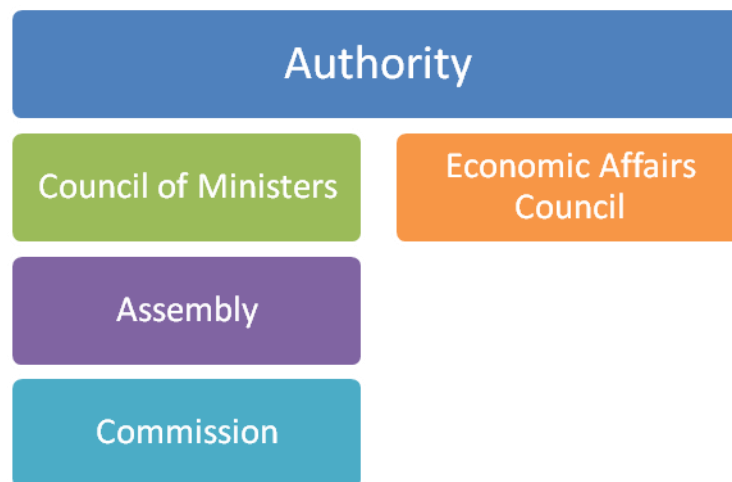 Authority
Council of Ministers
Economic Affairs
Council
Assembly
Commission